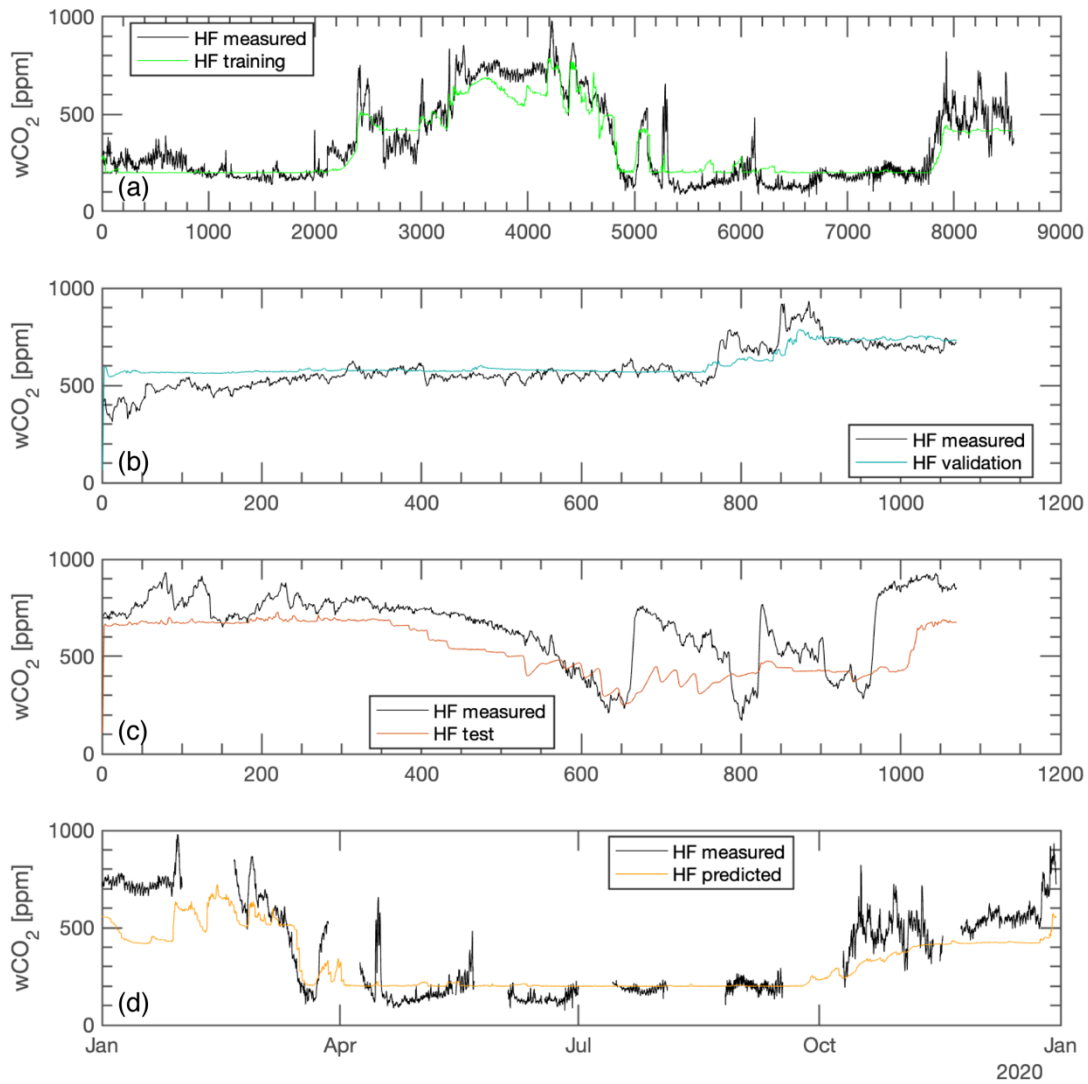 1000
HF measured
HF training
500
wCO2 [ppm]
(a)
0
0 1000 2000 3000 4000 5000 6000 7000 8000 9000
1000
500
wCO2 [ppm]
HF measured
HF validation
(b)
0
0 200 400 600 800 1000 1200
1000
500
wCO2 [ppm]
HF measured
HF test
(c)
0
0 200 400 600 800 1000 1200
1000
HF measured
HF predicted
500
wCO2 [ppm]
(d)
0
Jan Apr Jul Oct Jan
2020